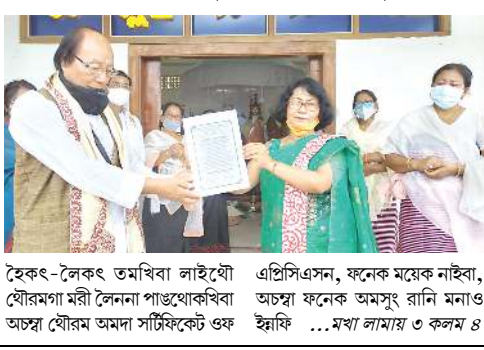 হৈকৎ-লৈকৎ তমখিবা লাইথৌ
থৌরমগা মরী লৈননা পাঙথোকখিবা
অচম্বা থৌরম অমদা সর্টিফিকেট ওফ
এপ্রিসিএসন, ফনেক ময়েক নাইবা,
অচম্বা ফনেক অমসুং রানি মনাও
ইন্নফি ...মখা লামায় ৩ কলম ৪